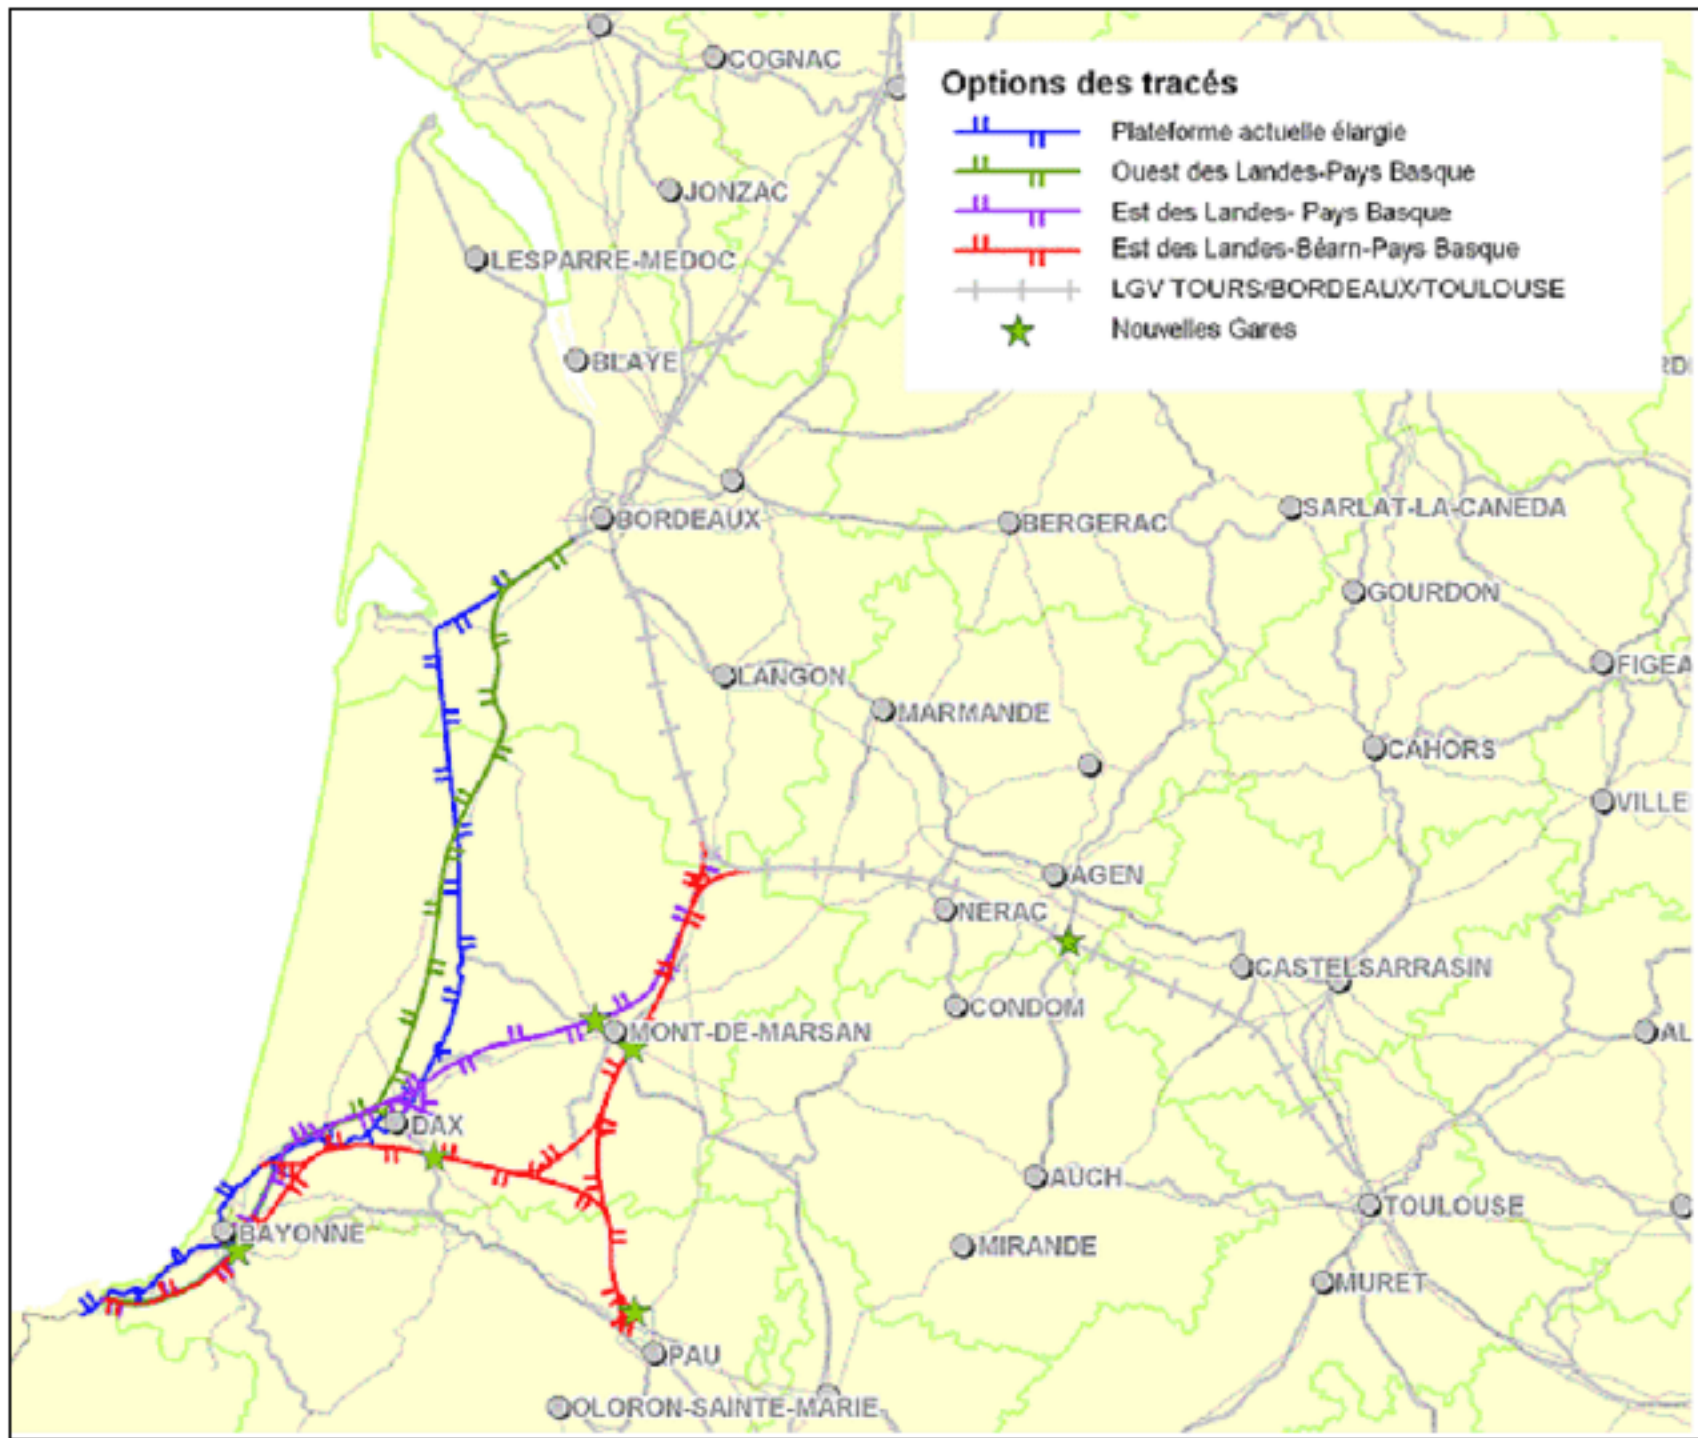 COGNAC
Options des tracés
Plateforme actuelle élargie
Ouest des Landes-Pays Basque
Est des Landes- Pays Basque
Est des Landes-Béarn-Pays Basque
LGV TOURS/BORDEAUX/TOULOUSE
Nouvelles Gares
JONZAC
LESPARRE-MEDOC
BLAYE
RD
BORDEAUX
BERGERAC
SARLAT-LA-CANEDA
GOURDON
LANGON
FIGEA
MARMANDE
CAHORS
VILLE
AGEN
NERAC
CASTELSARRASIN
CONDOM
MONT-DE-MARSAN
AL
DAX
AUCH
TOULOUSE
BAYONNE
MIRANDE
MURET
PAU
OLORON-SAINTE-MARIE